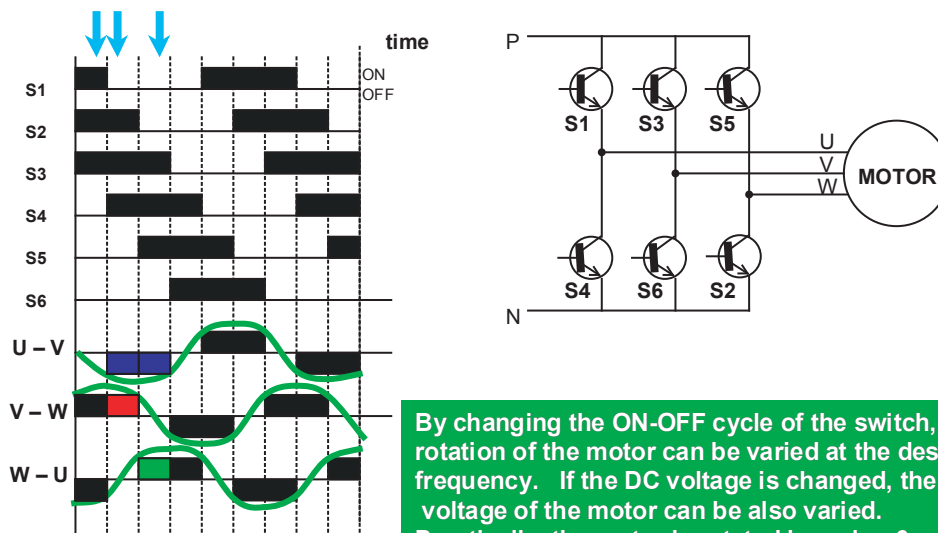 time
ON
OFF
S1
S2
S3
S4
S5
S6
U – V
V – W
W – U
P
S1
S3
S5
U
V
W
MOTOR
S4
S6
S2
N
By changing the ON-OFF cycle of the switch,
rotation of the motor can be varied at the des
frequency. If the DC voltage is changed, the
voltage of the motor can be also varied.